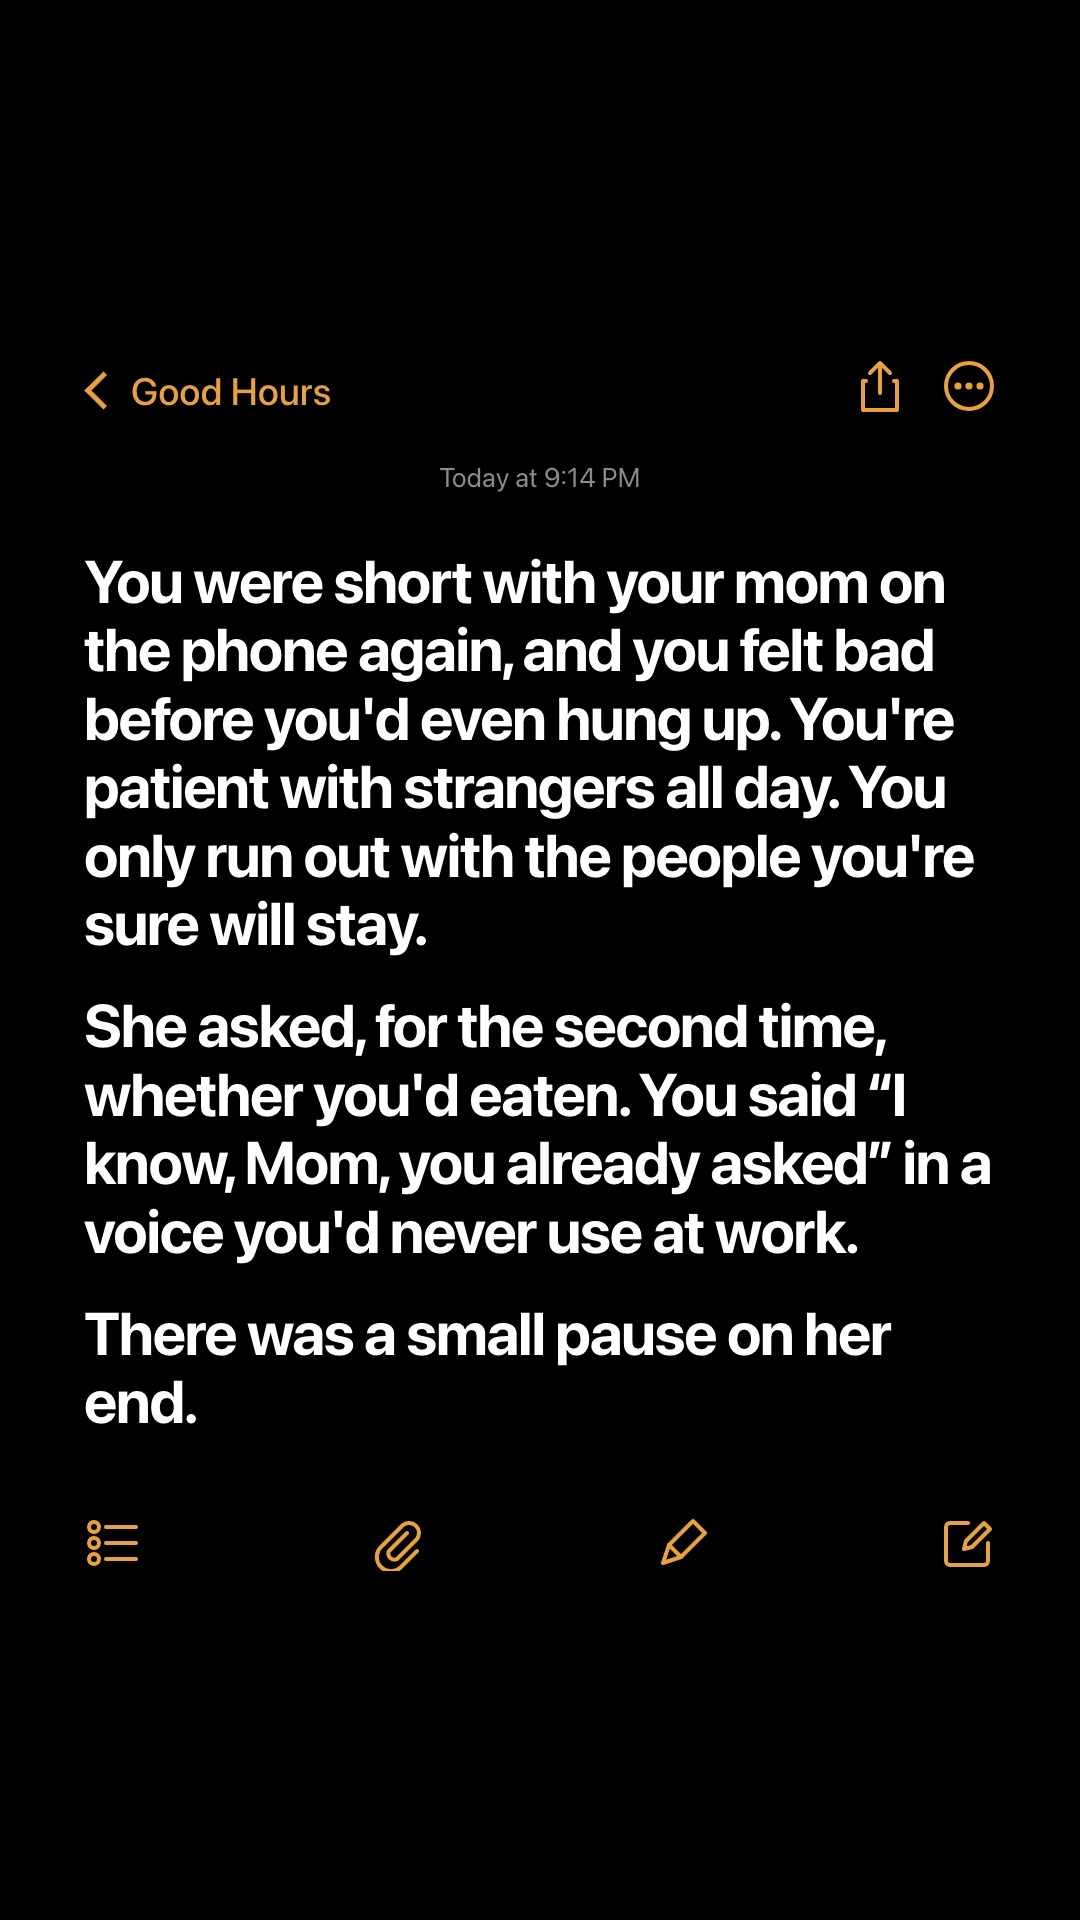 Good Hours
Today at 9:14 PM
You were short with your mom on
the phone again, and you felt bad
before you'd even hung up. You're
patient with strangers all day. You
only run out with the people you're
sure will stay.
She asked, for the second time,
whether you'd eaten. You said “I
know, Mom, you already asked” in a
voice you'd never use at work.
There was a small pause on her
end.